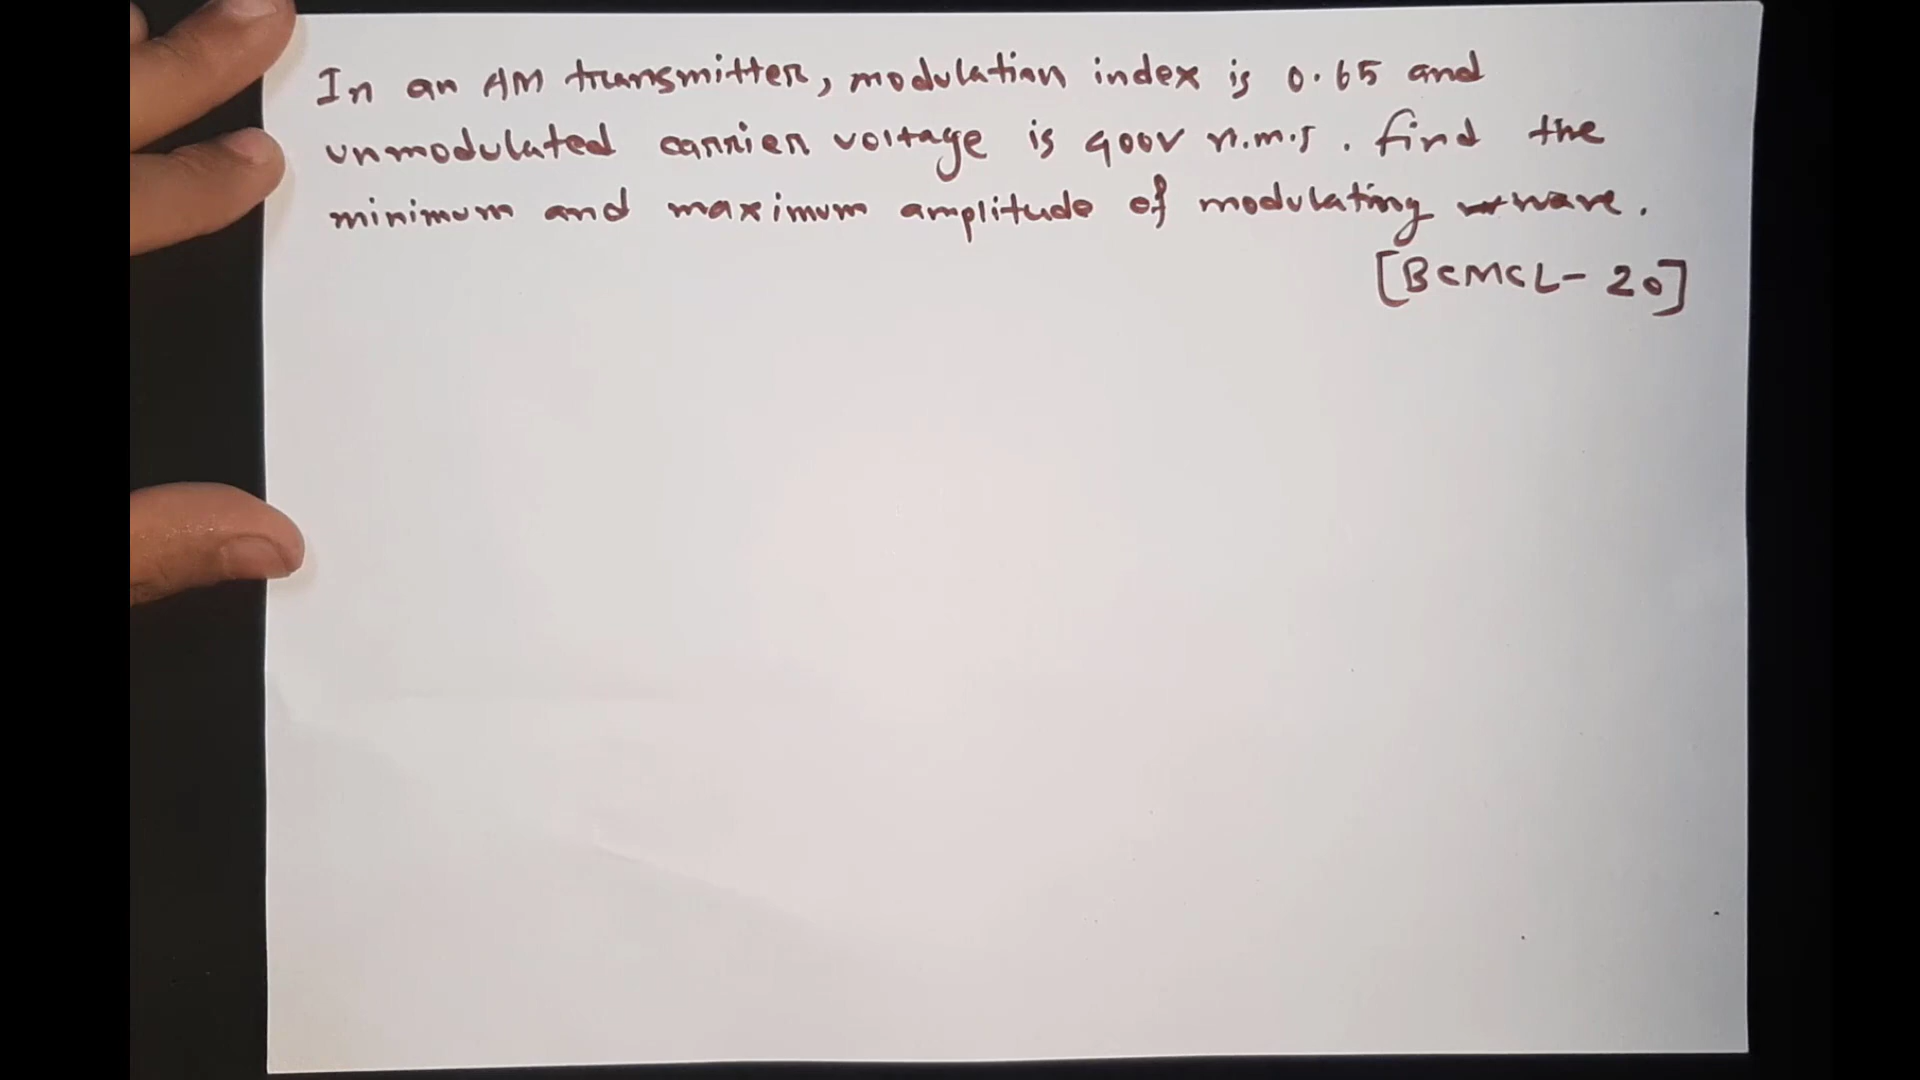 In an AM transmitter, modulation index is 0.65 and
unmodulated carrier voltage is 900V r.m.s. find the
minimum and maximum amplitude of modulating wave.
[BCMCL-20]